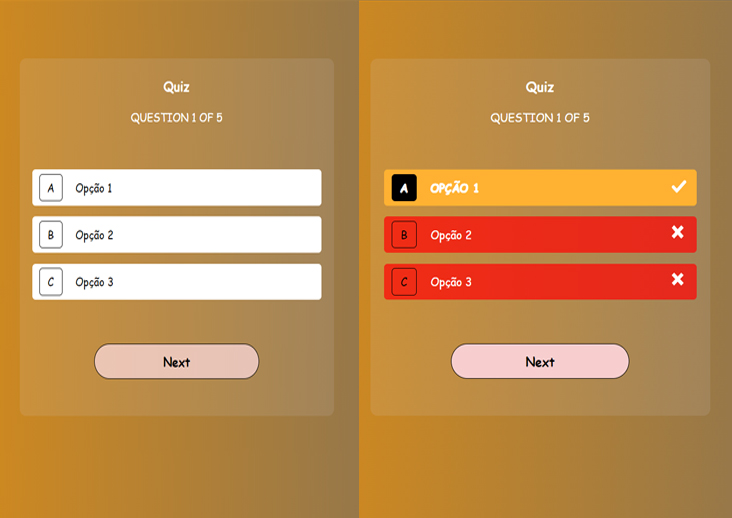 Quiz
QUESTION 1 OF 5
A Opção 1
B Opção 2
C Opção 3
Next
Quiz
QUESTION 1 OF 5
A OPÇÃO 1
B Opção 2
C Opção 3
Next